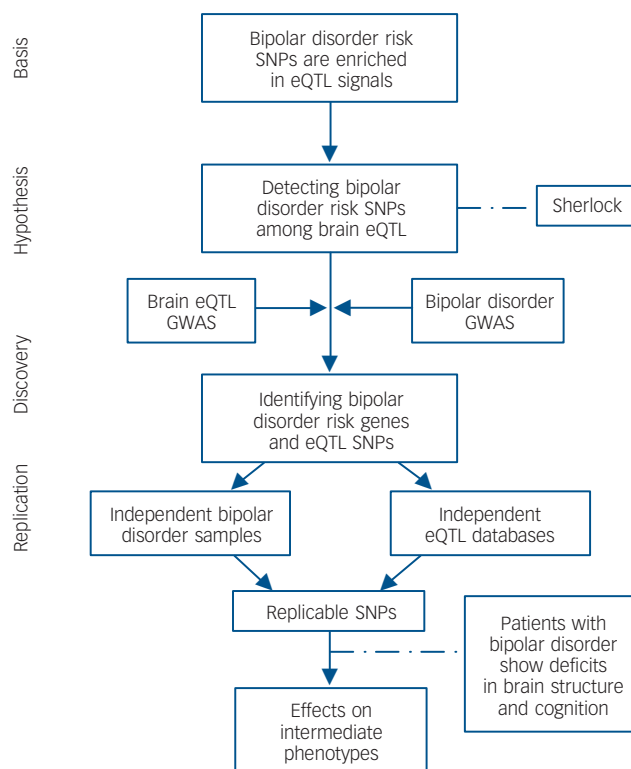 Basis
Bipolar disorder risk
SNPs are enriched
in eQTL signals
Hypothesis
Detecting bipolar
disorder risk SNPs
among brain eQTL
Sherlock
Brain eQTL
GWAS
Bipolar disorder
GWAS
Discovery
Identifying bipolar
disorder risk genes
and eQTL SNPs
Replication
Independent bipolar
disorder samples
Independent
eQTL databases
Replicable SNPs
Patients with
bipolar disorder
show deficits
in brain structure
and cognition
Effects on
intermediate
phenotypes